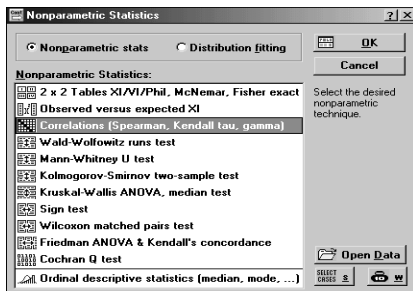 Nonparametric Statistics ? ×
Nonparametric stats Distribution fitting
OK
Cancel
Nonparametric Statistics:
2 x 2 Tables XI/VI/Phil, McNemar, Fisher exact
Observed versus expected XI
Correlations (Spearman, Kendall tau, gamma)
Wald-Wolfowitz runs test
Mann-Whitney U test
Kolmogorov-Smirnov two-sample test
Kruskal-Wallis ANOVA, median test
Sign test
Wilcoxon matched pairs test
Friedman ANOVA & Kendall's concordance
Cochran Q test
Ordinal descriptive statistics (median, mode, ...)
Select the desired
nonparametric
technique.
Open Data
SELECT
CASES S
W